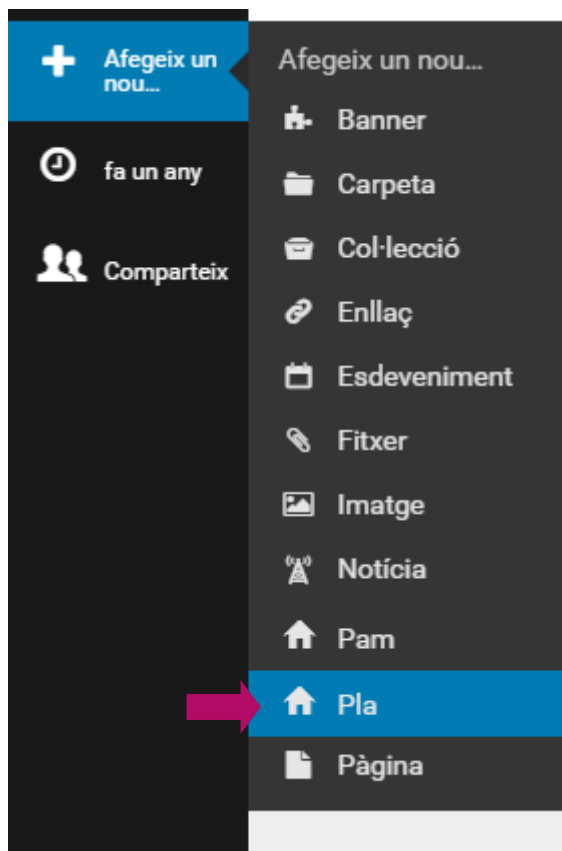 Afegeix un
nou...
fa un any
Comparteix
Afegeix un nou...
Banner
Carpeta
Col·lecció
Enllaç
Esdeveniment
Fitxer
Imatge
Notícia
Pam
Pla
Pàgina